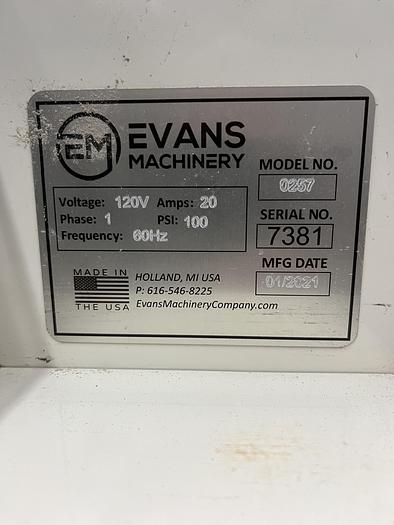 EM EVANS
MACHINERY
MODEL NO.
0257
Voltage: 120V Amps: 20
Phase: 1 PSI: 100
Frequency: 60Hz
SERIAL NO.
7381
MFG DATE
01/2021
MADE IN
THE USA
HOLLAND, MI USA
P: 616-546-8225
EvansMachineryCompany.com